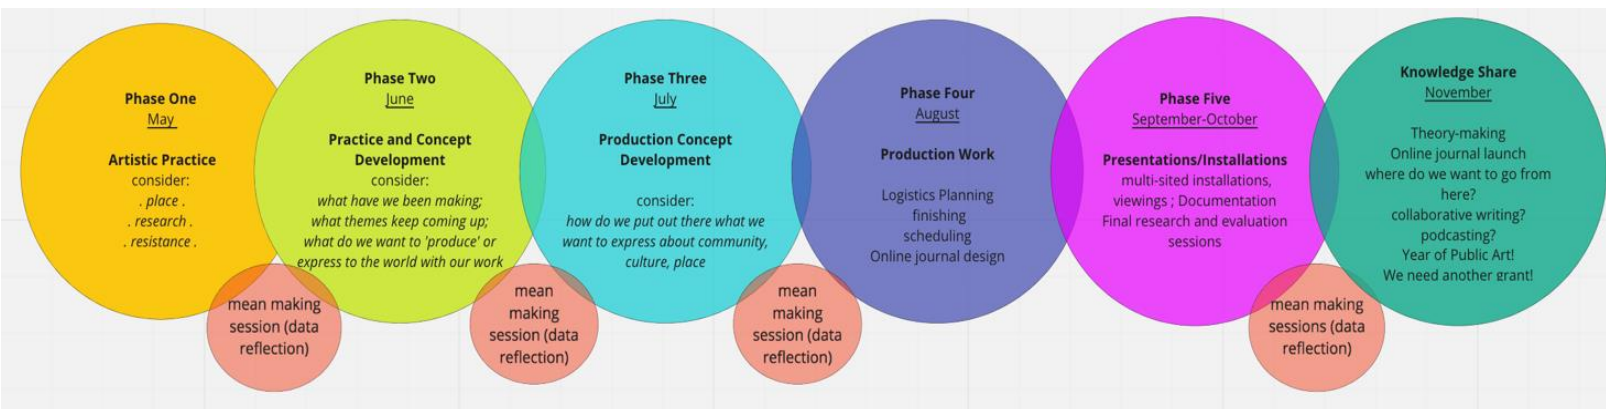 Phase One
May
Artistic Practice
consider:
. place .
. research .
. resistance .
mean making
session (data
reflection)
Phase Two
June
Practice and Concept
Development
consider:
what have we been making;
what themes keep coming up;
what do we want to 'produce' or
express to the world with our work
mean
making
session (data
reflection)
Phase Three
July
Production Concept
Development
consider:
how do we put out there what we
want to express about community,
culture, place
mean
making
session (data
reflection)
Phase Four
August
Production Work
Logistics Planning
finishing
scheduling
Online journal design
Phase Five
September-October
Presentations/Installations
multi-sited installations,
viewings ; Documentation
Final research and evaluation
sessions
mean making
sessions (data
reflection)
Knowledge Share
November
Theory-making
Online journal launch
where do we want to go from
here?
collaborative writing?
podcasting?
Year of Public Art!
We need another grant!